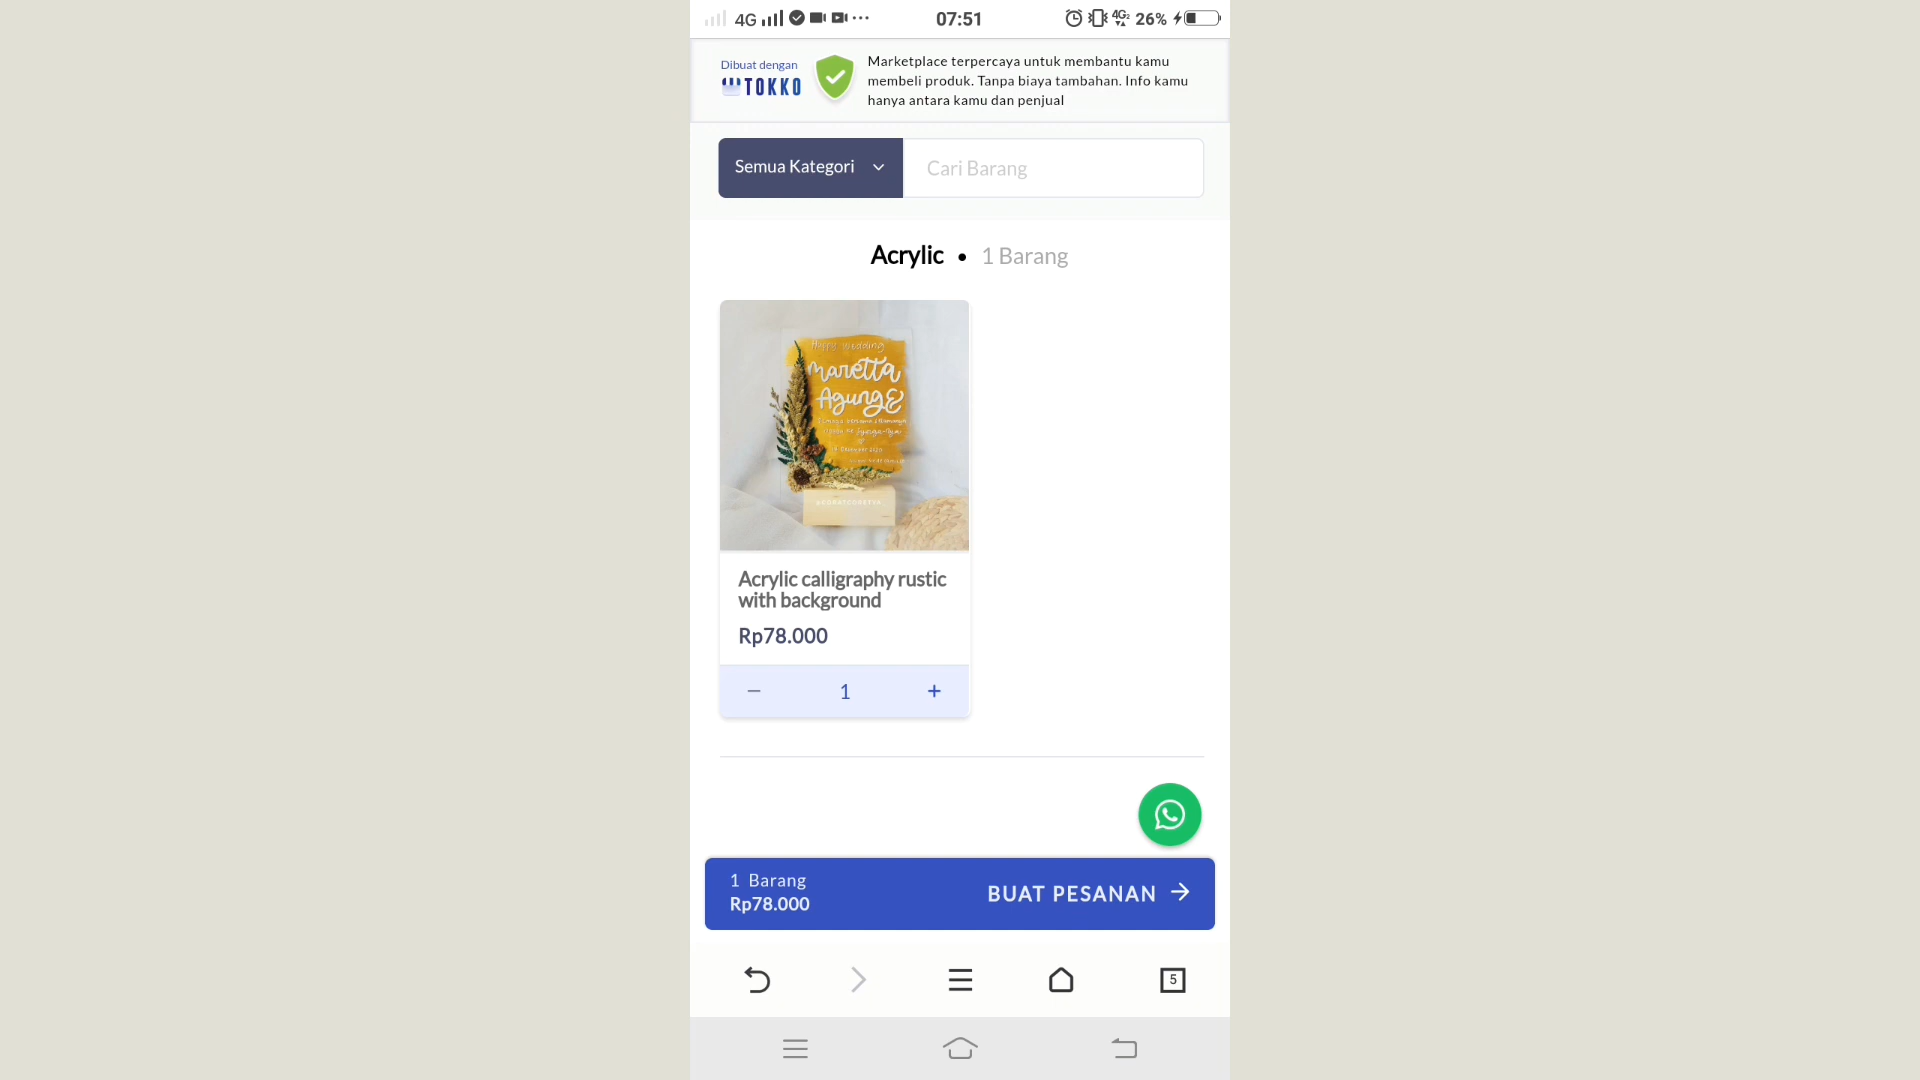 4G 07:51 4G 26%
Dibuat dengan
TOKKO
Marketplace terpercaya untuk membantu kamu
membeli produk. Tanpa biaya tambahan. Info kamu
hanya antara kamu dan penjual
Semua Kategori
Cari Barang
Acrylic • 1 Barang
Happy Wedding
Maretta
Agung &
Acrylic calligraphy rustic
with background
Rp78.000
− 1 +
1 Barang
Rp78.000
BUAT PESANAN
5